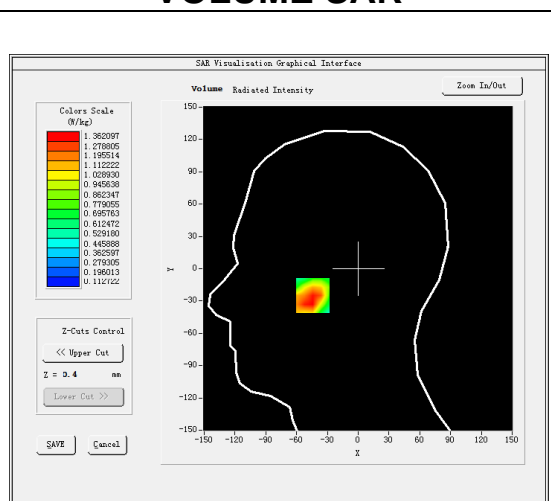 VOLUME SAR
SAR Visualisation Graphical Interface
Volume Radiated Intensity
Zoom In/Out
Colors Scale
(W/kg)
1.362097
1.278805
1.195514
1.112222
1.028930
0.945638
0.862347
0.779055
0.695763
0.612472
0.529180
0.445888
0.362597
0.279305
0.196013
0.112722
Z-Cuts Control
<< Upper Cut
Z = 0.4 mm
Lower Cut >>
SAVE Cancel
150
120
90
60
30
0
-30
-60
-90
-120
-150
Y
-150 -120 -90 -60 -30 0 30 60 90 120 150
X